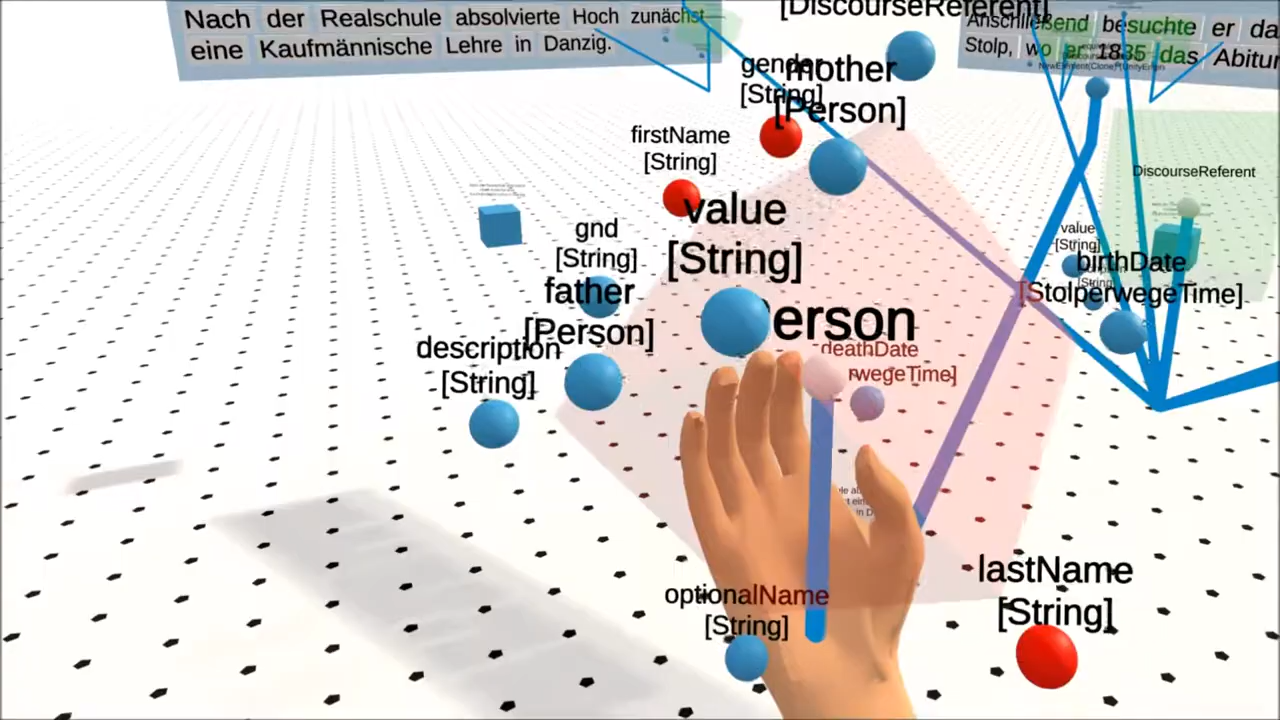 Nach der Realschule absolvierte Hoch zunächst
eine Kaufmännische Lehre in Danzig.
[DiscourseReferent]
Anschließend besuchte er da
Stolp, wo er 1835 das Abitur
gender
[String]
mother
[Person]
firstName
[String]
DiscourseReferent
value
[String]
gnd
[String]
value
[String]
birthDate
[StolperwegeTime]
father
[Person]
Person
description
[String]
deathDate
rwegeTime]
lastName
[String]
optionalName
[String]